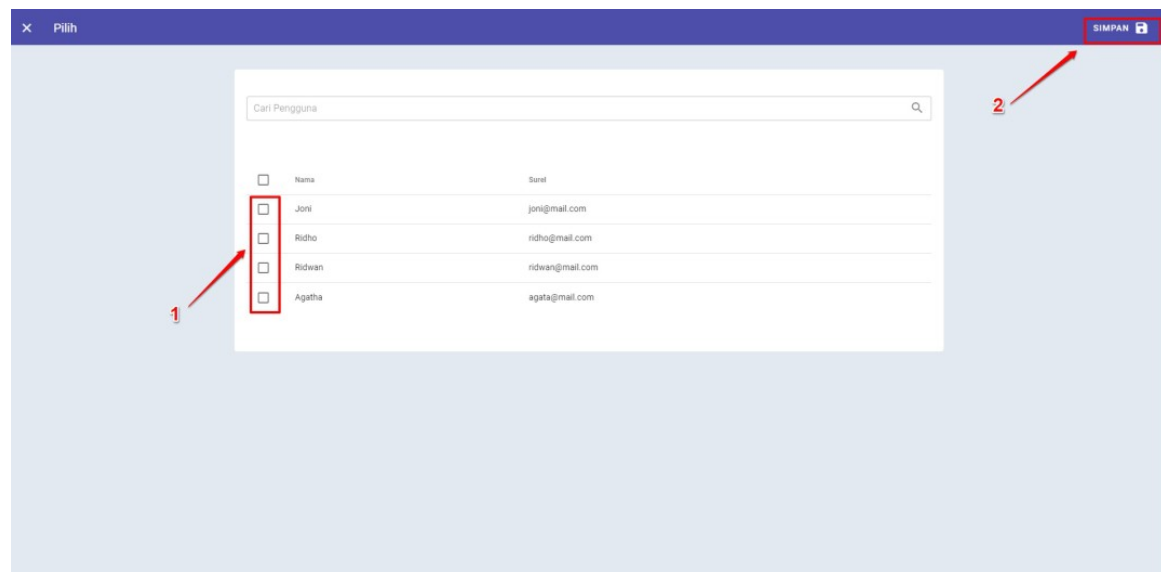 Pilih SIMPAN
2
Cari Pengguna
Nama Surel
Joni joni@mail.com
Ridho ridho@mail.com
Ridwan ridwan@mail.com
Agatha agata@mail.com
1